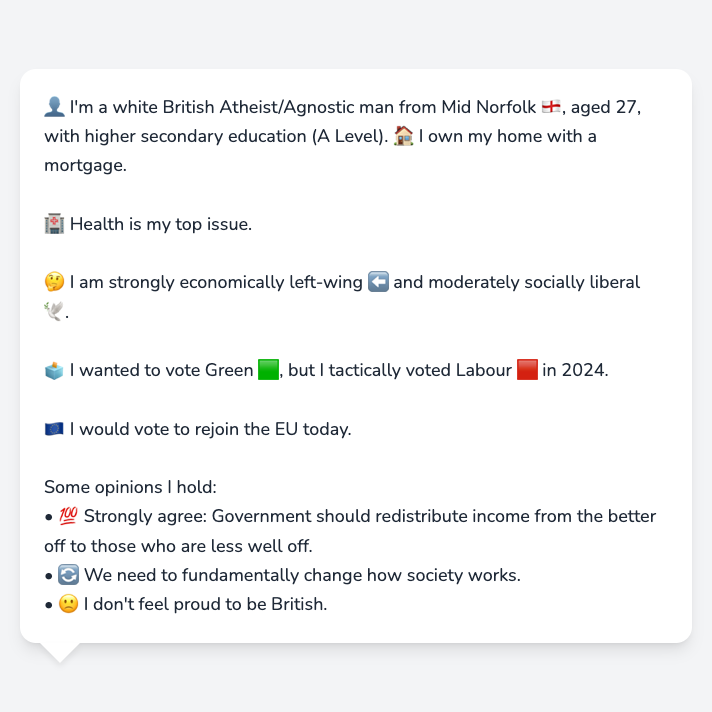 👤 I'm a white British Atheist/Agnostic man from Mid Norfolk 🏴󠁧󠁢󠁥󠁮󠁧󠁿, aged 27,
with higher secondary education (A Level). 🏠 I own my home with a
mortgage.
🏥 Health is my top issue.
🤔 I am strongly economically left-wing ⬅️ and moderately socially liberal
🕊️.
🗳️ I wanted to vote Green 🟩, but I tactically voted Labour 🟥 in 2024.
🇪🇺 I would vote to rejoin the EU today.
Some opinions I hold:
• 💯 Strongly agree: Government should redistribute income from the better
off to those who are less well off.
• 🔄 We need to fundamentally change how society works.
• 🙁 I don't feel proud to be British.